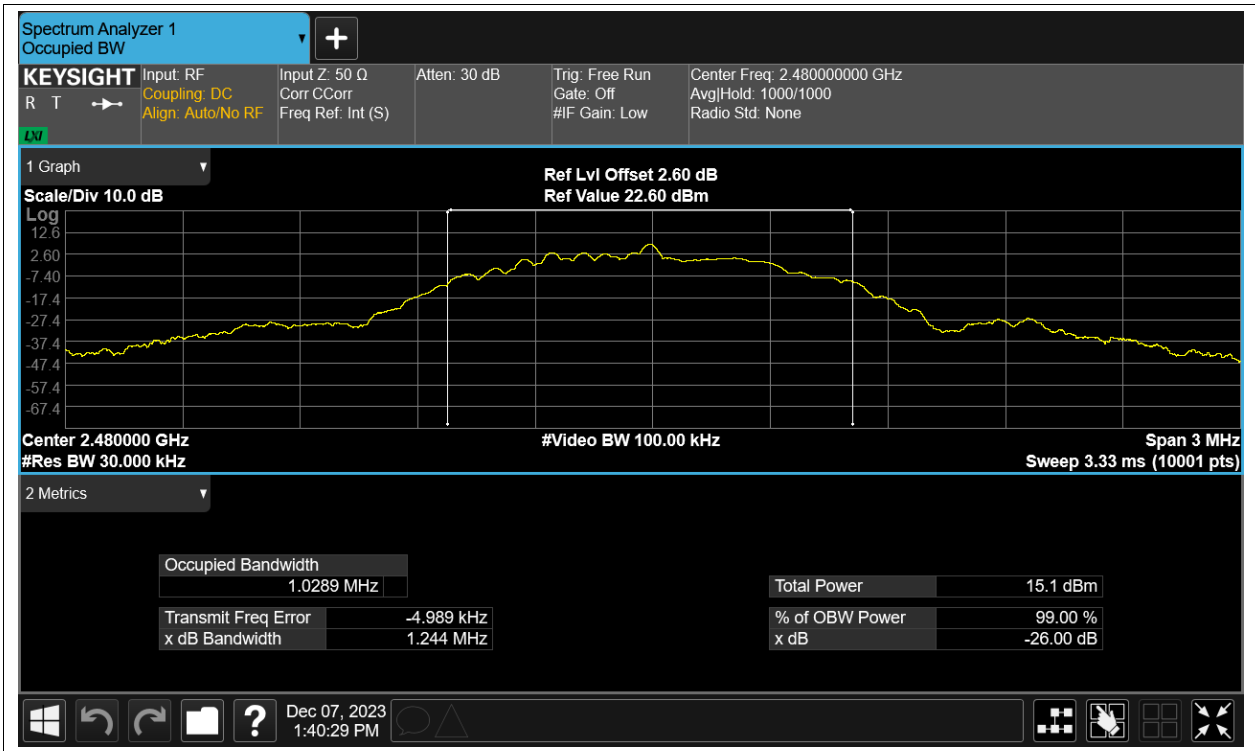 Spectrum Analyzer 1
Occupied BW
KEYSIGHT
R T
LXI
Input: RF
Coupling: DC
Align: Auto/No RF
Input Z: 50 Ω
Corr CCorr
Freq Ref: Int (S)
Atten: 30 dB
Trig: Free Run
Gate: Off
#IF Gain: Low
Center Freq: 2.480000000 GHz
Avg|Hold: 1000/1000
Radio Std: None
1 Graph
Scale/Div 10.0 dB
Ref Lvl Offset 2.60 dB
Ref Value 22.60 dBm
Log
12.6
2.60
-7.40
-17.4
-27.4
-37.4
-47.4
-57.4
-67.4
Center 2.480000 GHz
#Res BW 30.000 kHz
#Video BW 100.00 kHz
Span 3 MHz
Sweep 3.33 ms (10001 pts)
2 Metrics
Occupied Bandwidth
1.0289 MHz
Transmit Freq Error -4.989 kHz
x dB Bandwidth 1.244 MHz
Total Power 15.1 dBm
% of OBW Power 99.00 %
x dB -26.00 dB
?
Dec 07, 2023
1:40:29 PM